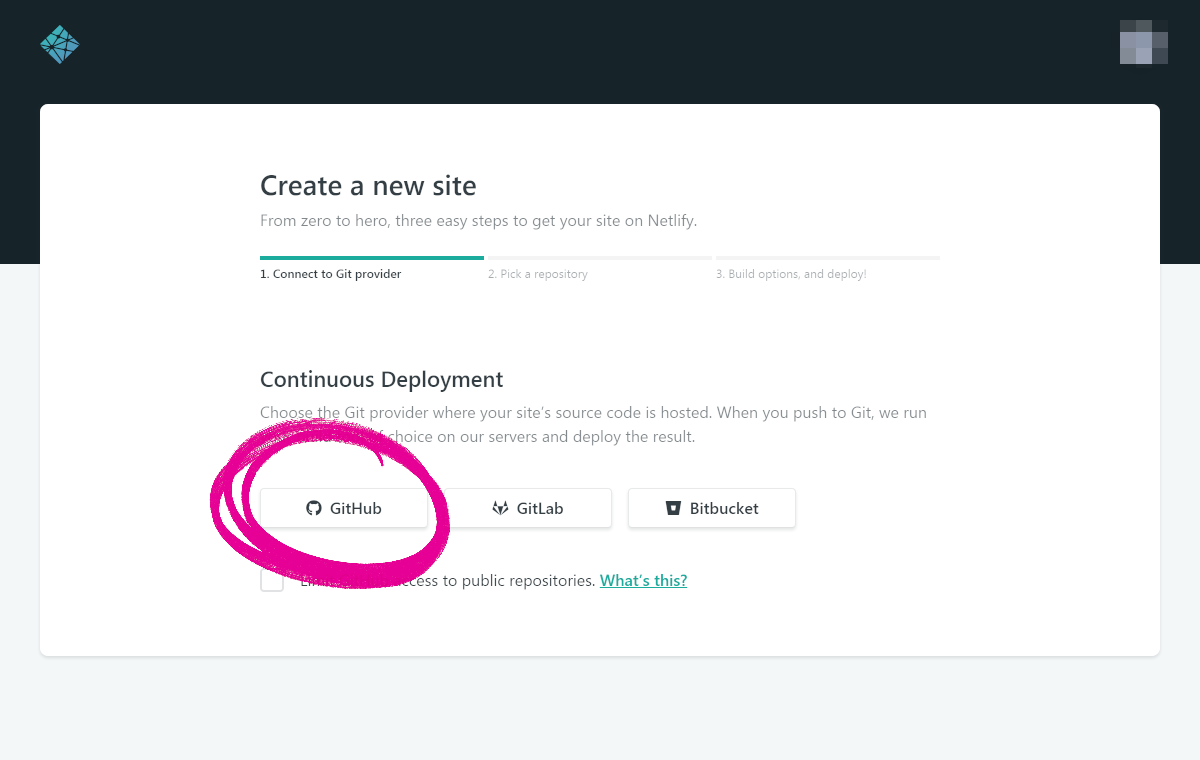 Create a new site
From zero to hero, three easy steps to get your site on Netlify.
1. Connect to Git provider
2. Pick a repository
3. Build options, and deploy!
Continuous Deployment
Choose the Git provider where your site's source code is hosted. When you push to Git, we run
choice on our servers and deploy the result.
GitHub
GitLab
Bitbucket
access to public repositories. What's this?